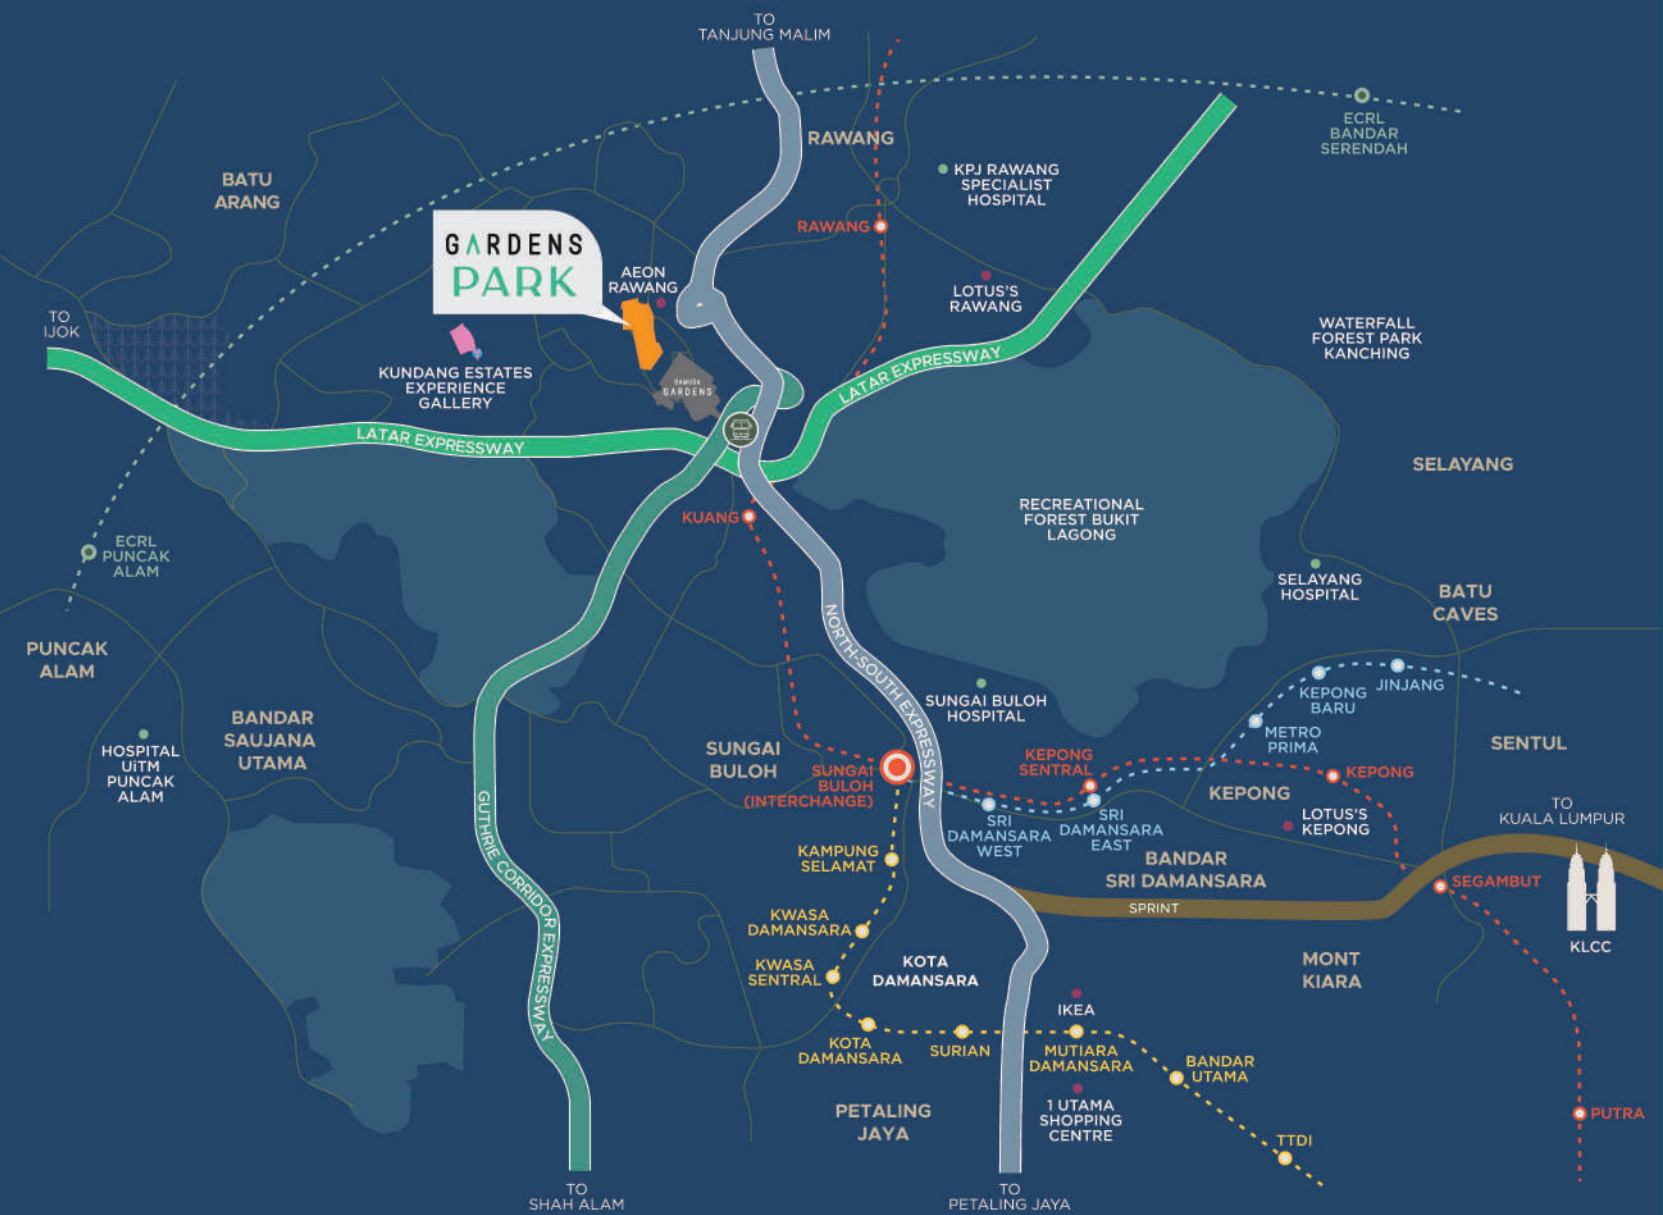 TO
TANJUNG MALIM
RAWANG
ECRL
BANDAR
SERENDAH
KPJ RAWANG
SPECIALIST
HOSPITAL
BATU
ARANG
RAWANG
GARDENS
PARK
AEON
RAWANG
LOTUS'S
RAWANG
TO
IJOK
WATERFALL
FOREST PARK
KANCHING
KUNDANG ESTATES
EXPERIENCE
GALLERY
GAMUDA
GARDENS
LATAR EXPRESSWAY
LATAR EXPRESSWAY
SELAYANG
KUANG
RECREATIONAL
FOREST BUKIT
LAGONG
ECRL
PUNCAK
ALAM
SELAYANG
HOSPITAL
BATU
CAVES
PUNCAK
ALAM
NORTH-SOUTH EXPRESSWAY
SUNGAI BULOH
HOSPITAL
KEPONG
BARU
JINJANG
METRO
PRIMA
BANDAR
SAUJANA
UTAMA
HOSPITAL
UiTM
PUNCAK
ALAM
SUNGAI
BULOH
SUNGAI
BULOH
(INTERCHANGE)
KEPONG
SENTRAL
KEPONG
SENTUL
KEPONG
SRI
DAMANSARA
WEST
SRI
DAMANSARA
EAST
LOTUS'S
KEPONG
TO
KUALA LUMPUR
GUTHRIE CORRIDOR EXPRESSWAY
KAMPUNG
SELAMAT
BANDAR
SRI DAMANSARA
SEGAMBUT
SPRINT
KWASA
DAMANSARA
KLCC
KWASA
SENTRAL
KOTA
DAMANSARA
MONT
KIARA
IKEA
KOTA
DAMANSARA
SURIAN
MUTIARA
DAMANSARA
BANDAR
UTAMA
PETALING
JAYA
1 UTAMA
SHOPPING
CENTRE
PUTRA
TTDI
TO
SHAH ALAM
TO
PETALING JAYA